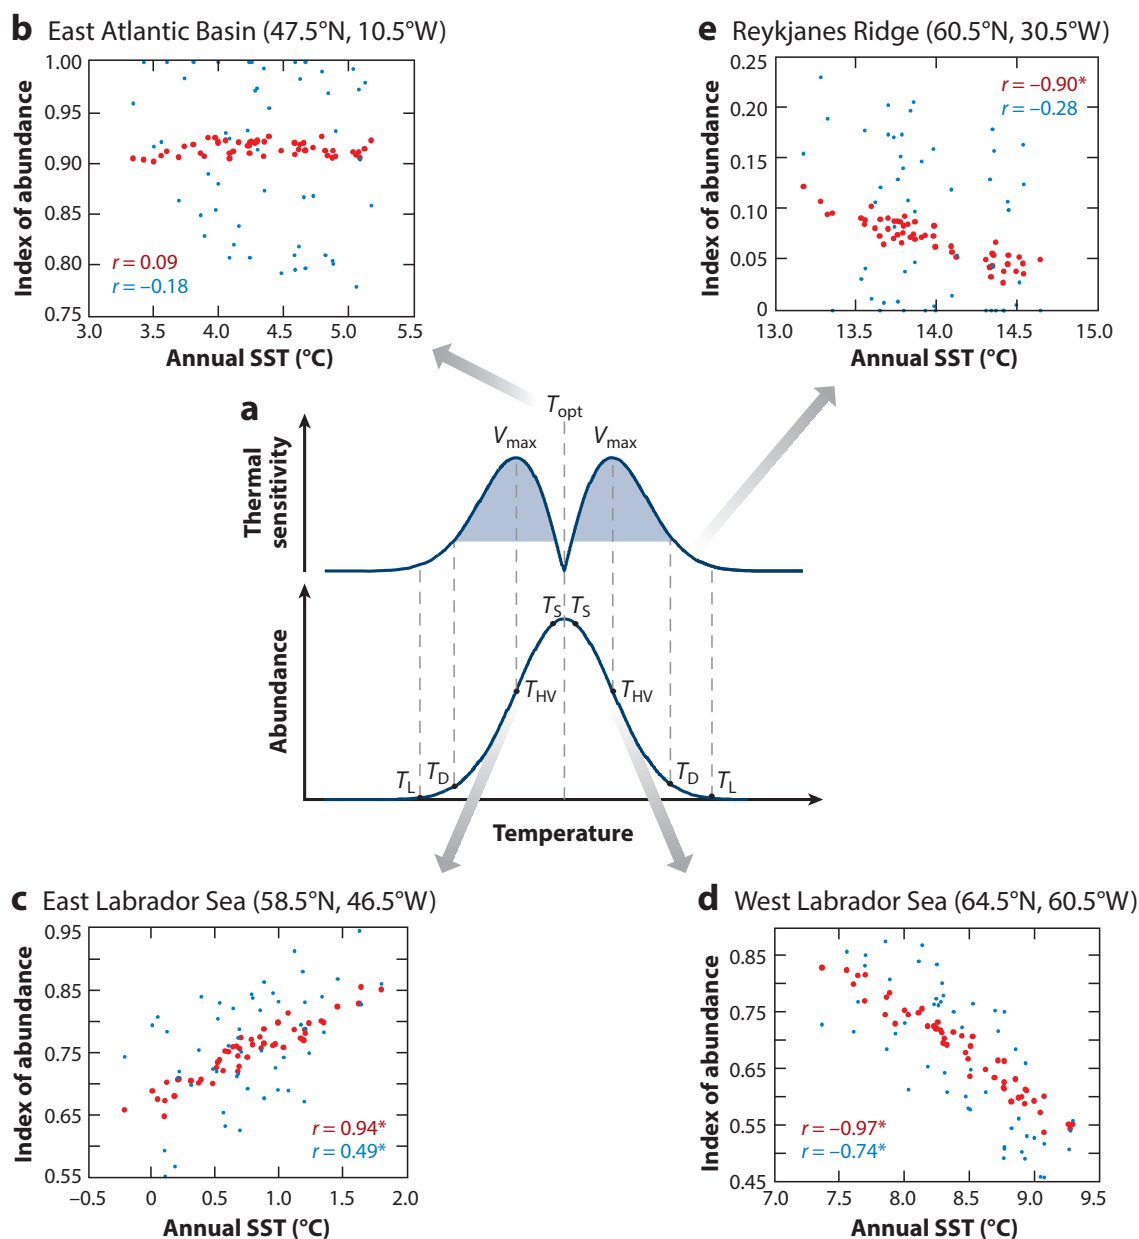 b East Atlantic Basin (47.5°N, 10.5°W)
Index of abundance
1.00
0.95
0.90
0.85
0.80
0.75
r = 0.09
r = –0.18
3.0 3.5 4.0 4.5 5.0 5.5
Annual SST (°C)
e Reykjanes Ridge (60.5°N, 30.5°W)
Index of abundance
0.25
0.20
0.15
0.10
0.05
0
r = –0.90*
r = –0.28
13.0 13.5 14.0 14.5 15.0
Annual SST (°C)
a
Thermal
sensitivity
Topt
Vmax Vmax
Abundance
TS TS
THV THV
TL TD TD TL
Temperature
c East Labrador Sea (58.5°N, 46.5°W)
Index of abundance
0.95
0.85
0.75
0.65
0.55
r = 0.94*
r = 0.49*
–0.5 0 0.5 1.0 1.5 2.0
Annual SST (°C)
d West Labrador Sea (64.5°N, 60.5°W)
Index of abundance
0.85
0.75
0.65
0.55
0.45
r = –0.97*
r = –0.74*
7.0 7.5 8.0 8.5 9.0 9.5
Annual SST (°C)